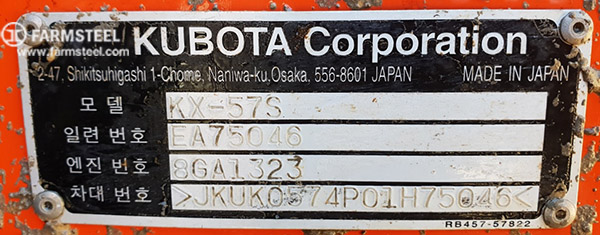 FARMSTEEL
www.farmsteel.com
KUBOTA Corporation
2-47, Shikitsuhigashi 1-Chome, Naniwa-ku, Osaka, 556-8601 JAPAN MADE IN JAPAN
모델 KX-57S
일련 번호 EA75046
엔진 번호 8GA1323
차대 번호 >JKUK0574P01H75046<
RB457-57822